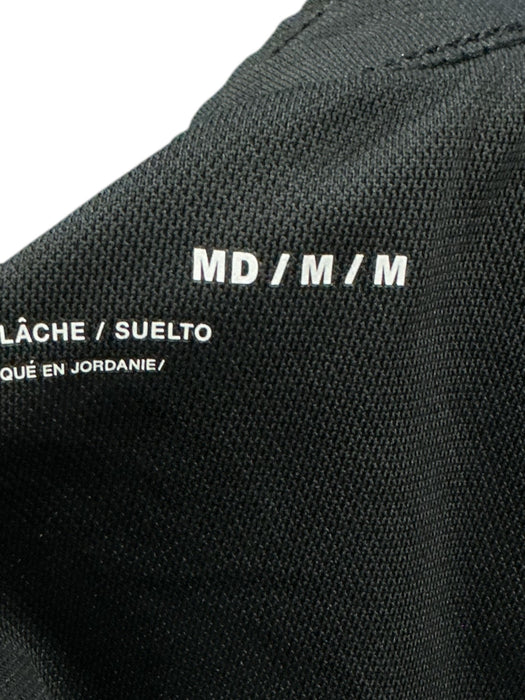 MD / M / M
LÂCHE / SUELTO
QUÉ EN JORDANIE/